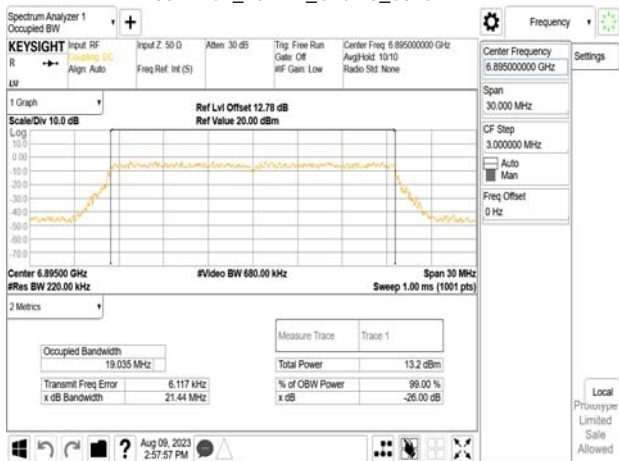 Spectrum Analyzer 1
Occupied BW
Frequency
KEYSIGHT
Input: RF
Coupling: DC
Align: Auto
Input Z: 50 Ω
Freq Ref: Int (S)
Atten: 30 dB
Trig: Free Run
Gate: Off
#IF Gain: Low
Center Freq: 6.895000000 GHz
Avg|Hold: 10/10
Radio Std: None
R
LW
Center Frequency
6.895000000 GHz
Settings
Span
30.000 MHz
CF Step
3.000000 MHz
Auto
Man
Freq Offset
0 Hz
1 Graph
Scale/Div 10.0 dB
Ref Lvl Offset 12.78 dB
Ref Value 20.00 dBm
Log
10.0
0.00
-10.0
-20.0
-30.0
-40.0
-50.0
-60.0
-70.0
Center 6.89500 GHz
#Res BW 220.00 kHz
#Video BW 680.00 kHz
Span 30 MHz
Sweep 1.00 ms (1001 pts)
2 Metrics
Measure Trace
Trace 1
Occupied Bandwidth
19.035 MHz
Total Power
13.2 dBm
Transmit Freq Error
6.117 kHz
% of OBW Power
99.00 %
x dB Bandwidth
21.44 MHz
x dB
-26.00 dB
Local
Prototype
Limited
Sale
Allowed
Aug 09, 2023
2:57:57 PM